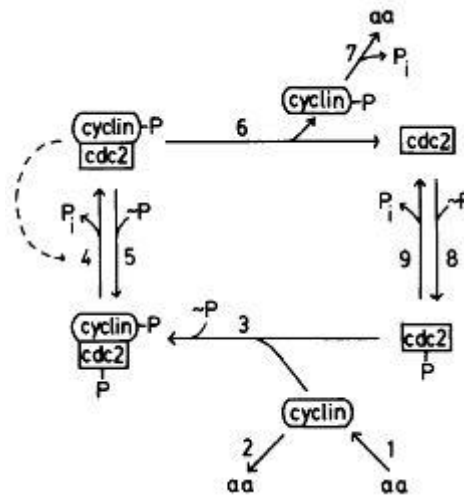 aa
7
Pi
cyclin-P
cyclin-P
cdc2
6
cdc2
Pi
~P
4
5
Pi
~P
9
8
cyclin-P
cdc2
P
~P
3
cdc2
P
cyclin
2
1
aa
aa